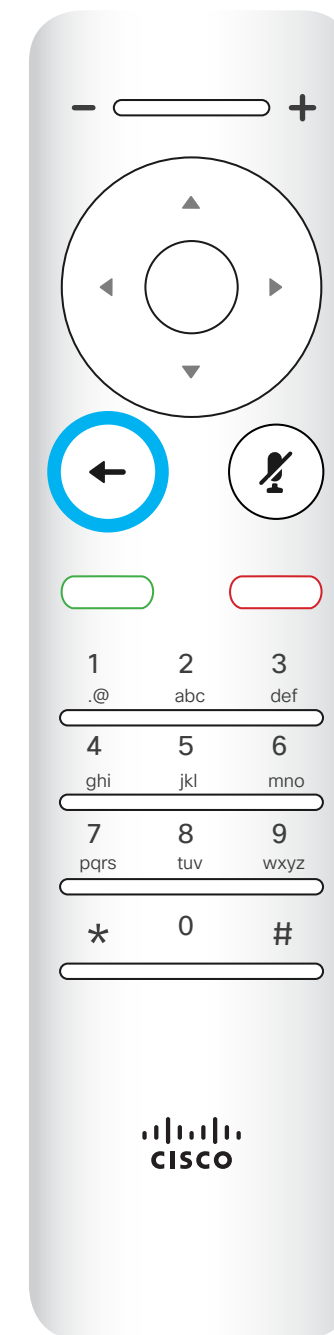 - +
1 2 3
.@ abc def
4 5 6
ghi jkl mno
7 8 9
pqrs tuv wxyz
* 0 #
CISCO